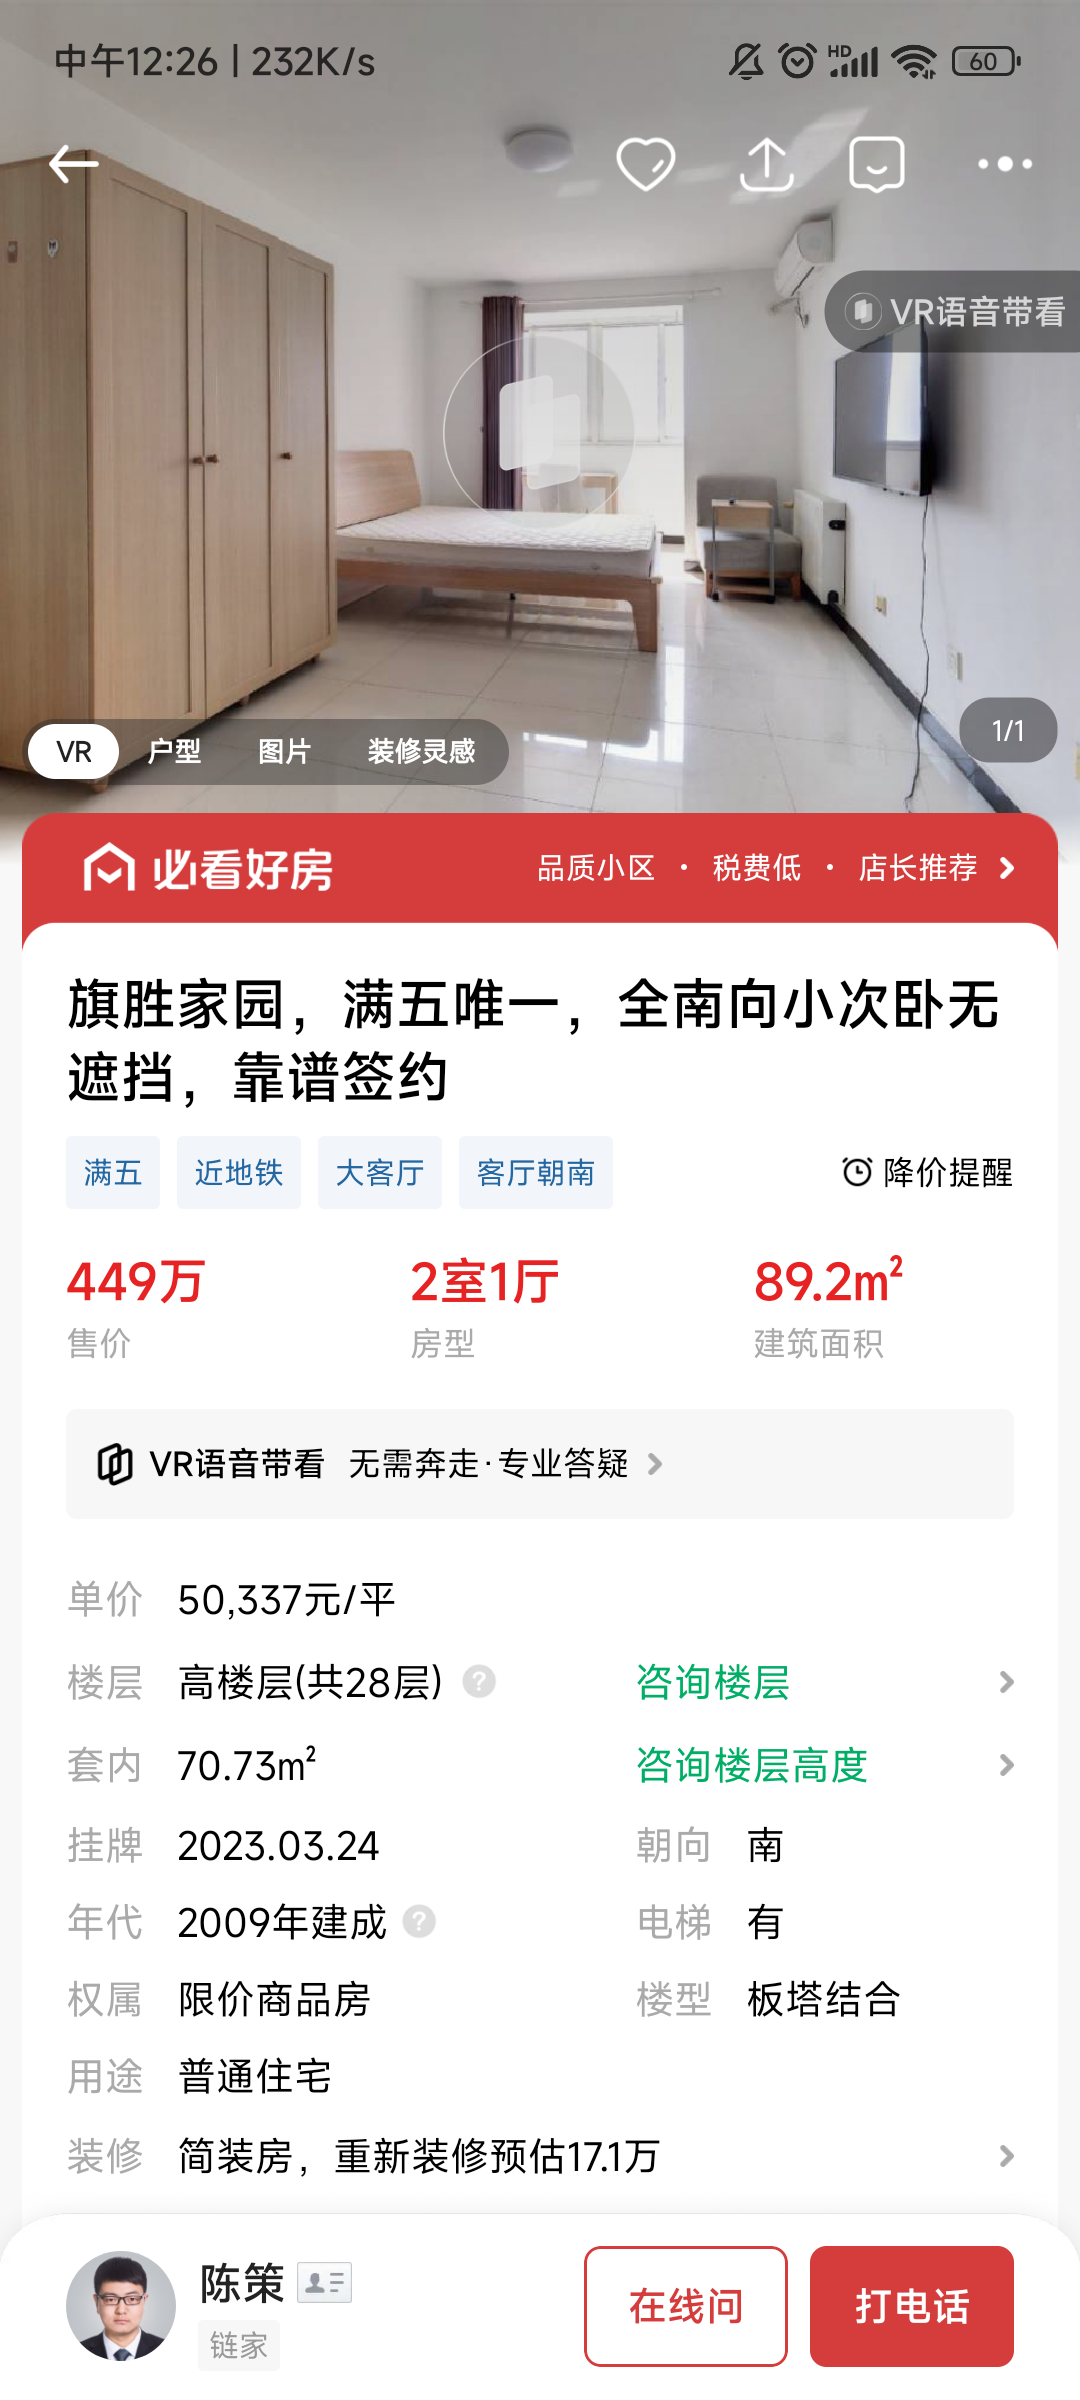 中午12:26 | 232K/s
HD
60
VR语音带看
VR
户型
图片
装修灵感
1/1
必看好房
品质小区 · 税费低 · 店长推荐
旗胜家园，满五唯一，全南向小次卧无
遮挡，靠谱签约
满五
近地铁
大客厅
客厅朝南
降价提醒
449万
2室1厅
89.2m²
售价
房型
建筑面积
VR语音带看 无需奔走·专业答疑
单价 50,337元/平
楼层 高楼层(共28层) ?
咨询楼层
套内 70.73m²
咨询楼层高度
挂牌 2023.03.24
朝向 南
年代 2009年建成 ?
电梯 有
权属 限价商品房
楼型 板塔结合
用途 普通住宅
装修 简装房，重新装修预估17.1万
陈策
链家
在线问
打电话